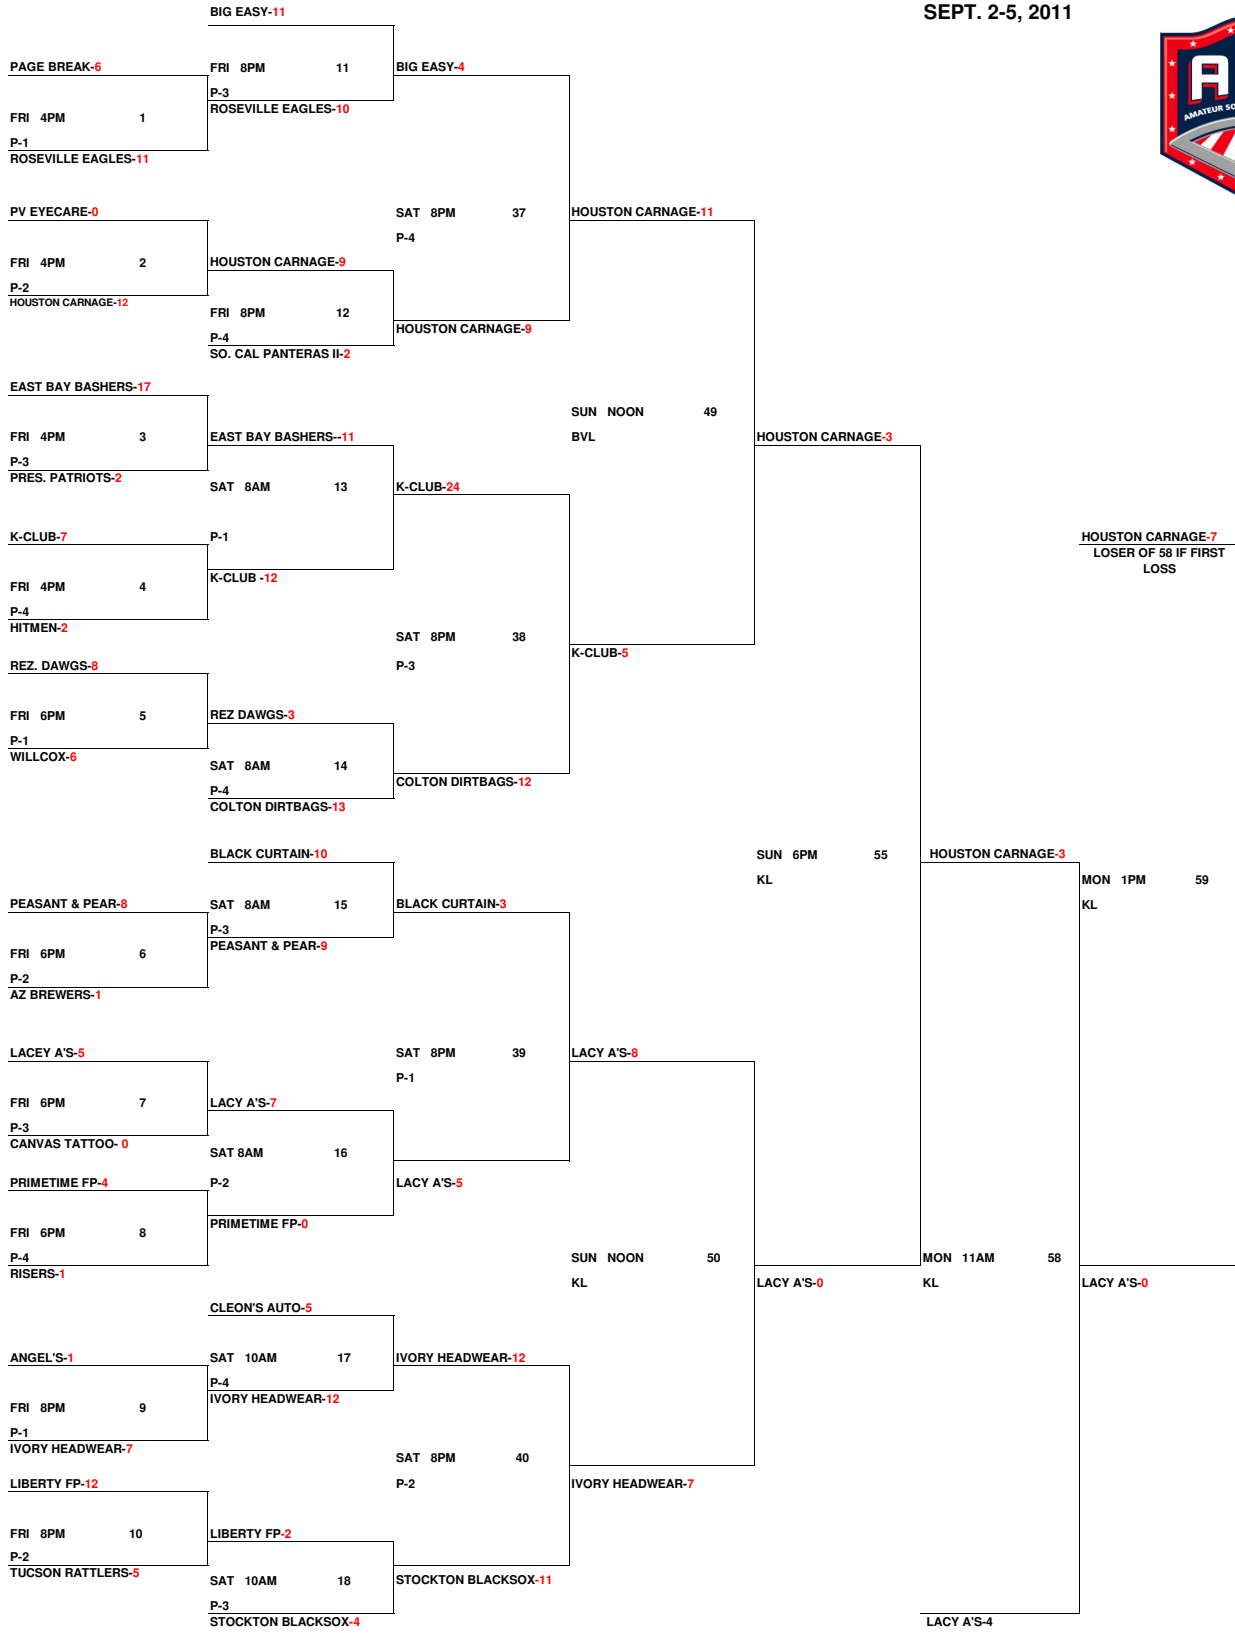 BIG EASY-11
SEPT. 2-5, 2011
PAGE BREAK-6
FRI 8PM 11
BIG EASY-4
P-3
ROSEVILLE EAGLES-10
FRI 4PM 1
P-1
ROSEVILLE EAGLES-11
PV EYECARE-0
SAT 8PM 37
HOUSTON CARNAGE-11
P-4
FRI 4PM 2
HOUSTON CARNAGE-9
P-2
HOUSTON CARNAGE-12
FRI 8PM 12
HOUSTON CARNAGE-9
P-4
SO. CAL PANTERAS II-2
EAST BAY BASHERS-17
SUN NOON 49
FRI 4PM 3
EAST BAY BASHERS--11
BVL
HOUSTON CARNAGE-3
P-3
PRES. PATRIOTS-2
SAT 8AM 13
K-CLUB-24
K-CLUB-7
P-1
HOUSTON CARNAGE-7
LOSER OF 58 IF FIRST
LOSS
K-CLUB -12
FRI 4PM 4
P-4
HITMEN-2
SAT 8PM 38
K-CLUB-5
REZ. DAWGS-8
P-3
FRI 6PM 5
REZ DAWGS-3
P-1
WILLCOX-6
SAT 8AM 14
COLTON DIRTBAGS-12
P-4
COLTON DIRTBAGS-13
BLACK CURTAIN-10
SUN 6PM 55
HOUSTON CARNAGE-3
KL
MON 1PM 59
PEASANT & PEAR-8
SAT 8AM 15
BLACK CURTAIN-3
KL
P-3
PEASANT & PEAR-9
FRI 6PM 6
P-2
AZ BREWERS-1
LACEY A'S-5
SAT 8PM 39
LACY A'S-8
P-1
FRI 6PM 7
LACY A'S-7
P-3
CANVAS TATTOO- 0
SAT 8AM 16
PRIMETIME FP-4
P-2
LACY A'S-5
PRIMETIME FP-0
FRI 6PM 8
P-4
RISERS-1
SUN NOON 50
MON 11AM 58
KL
LACY A'S-0
KL
LACY A'S-0
CLEON'S AUTO-5
ANGEL'S-1
SAT 10AM 17
IVORY HEADWEAR-12
P-4
IVORY HEADWEAR-12
FRI 8PM 9
P-1
IVORY HEADWEAR-7
SAT 8PM 40
LIBERTY FP-12
P-2
IVORY HEADWEAR-7
FRI 8PM 10
LIBERTY FP-2
P-2
TUCSON RATTLERS-5
SAT 10AM 18
STOCKTON BLACKSOX-11
P-3
STOCKTON BLACKSOX-4
LACY A'S-4
A
AMATEUR